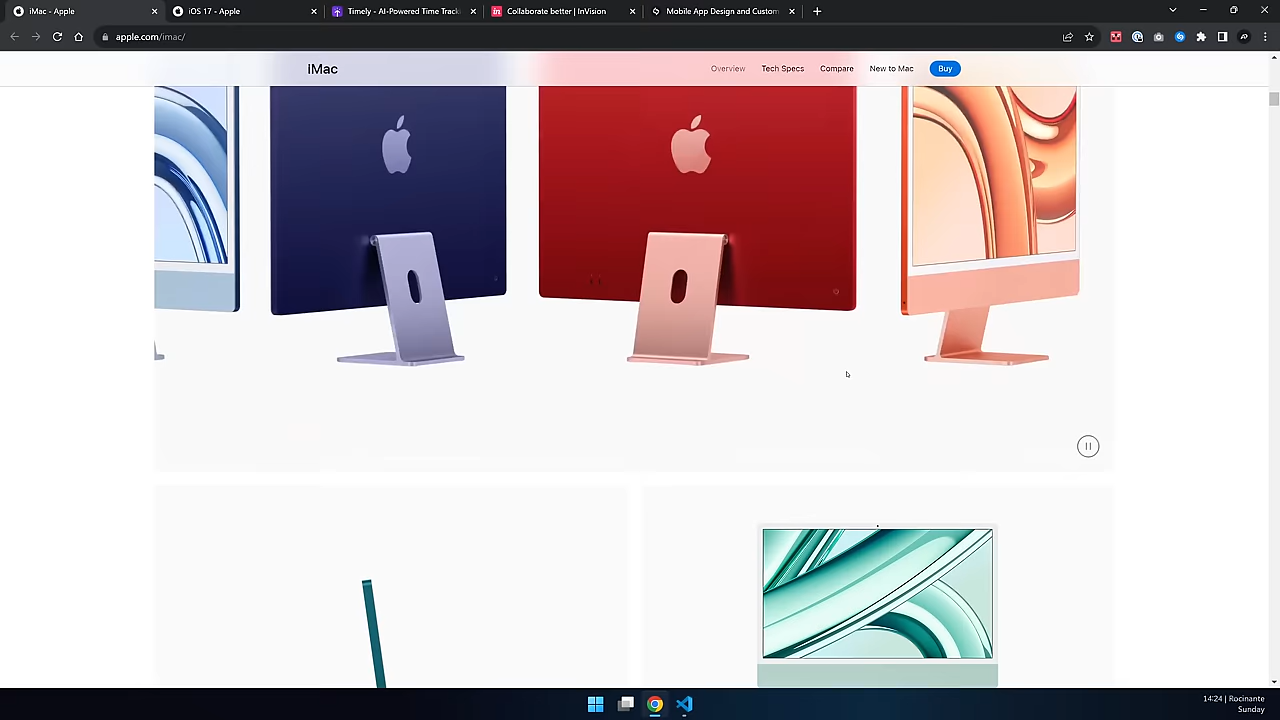 iMac - Apple
iOS 17 - Apple
Timely - AI-Powered Time Track
Collaborate better | InVision
Mobile App Design and Custom
apple.com/imac/
iMac
Overview
Tech Specs
Compare
New to Mac
Buy
14:24 | Rocinante
Sunday